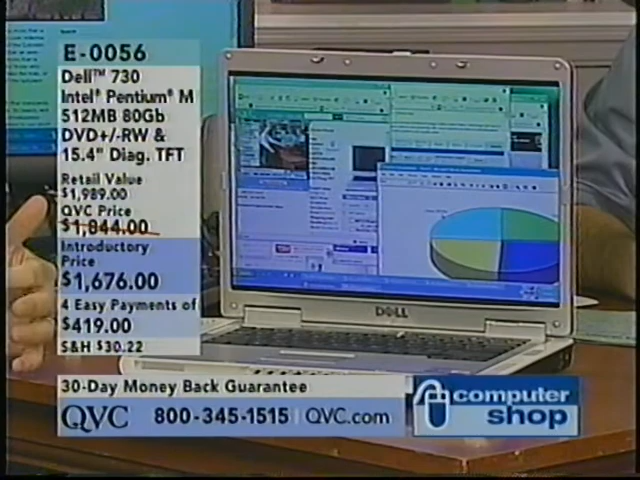 E-0056
Dell™ 730
Intel® Pentium® M
512MB 80Gb
DVD+/-RW &
15.4" Diag. TFT
Retail Value
$1,989.00
QVC Price
$1,844.00
Introductory
Price
$1,676.00
4 Easy Payments of
$419.00
S&H $30.22
DELL
30-Day Money Back Guarantee
QVC 800-345-1515 | QVC.com
computer
shop